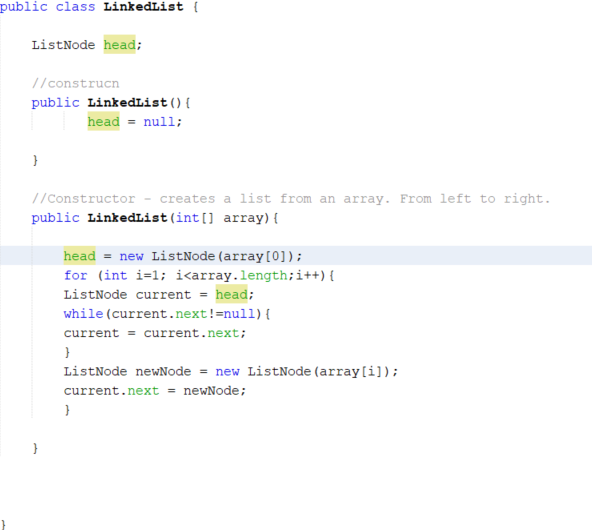 public class LinkedList {
ListNode head;
//construcn
public LinkedList(){
head = null;
}
//Constructor - creates a list from an array. From left to right.
public LinkedList(int[] array){
head = new ListNode(array[0]);
for (int i=1; i<array.length;i++){
ListNode current = head;
while(current.next!=null){
current = current.next;
}
ListNode newNode = new ListNode(array[i]);
current.next = newNode;
}
}
}